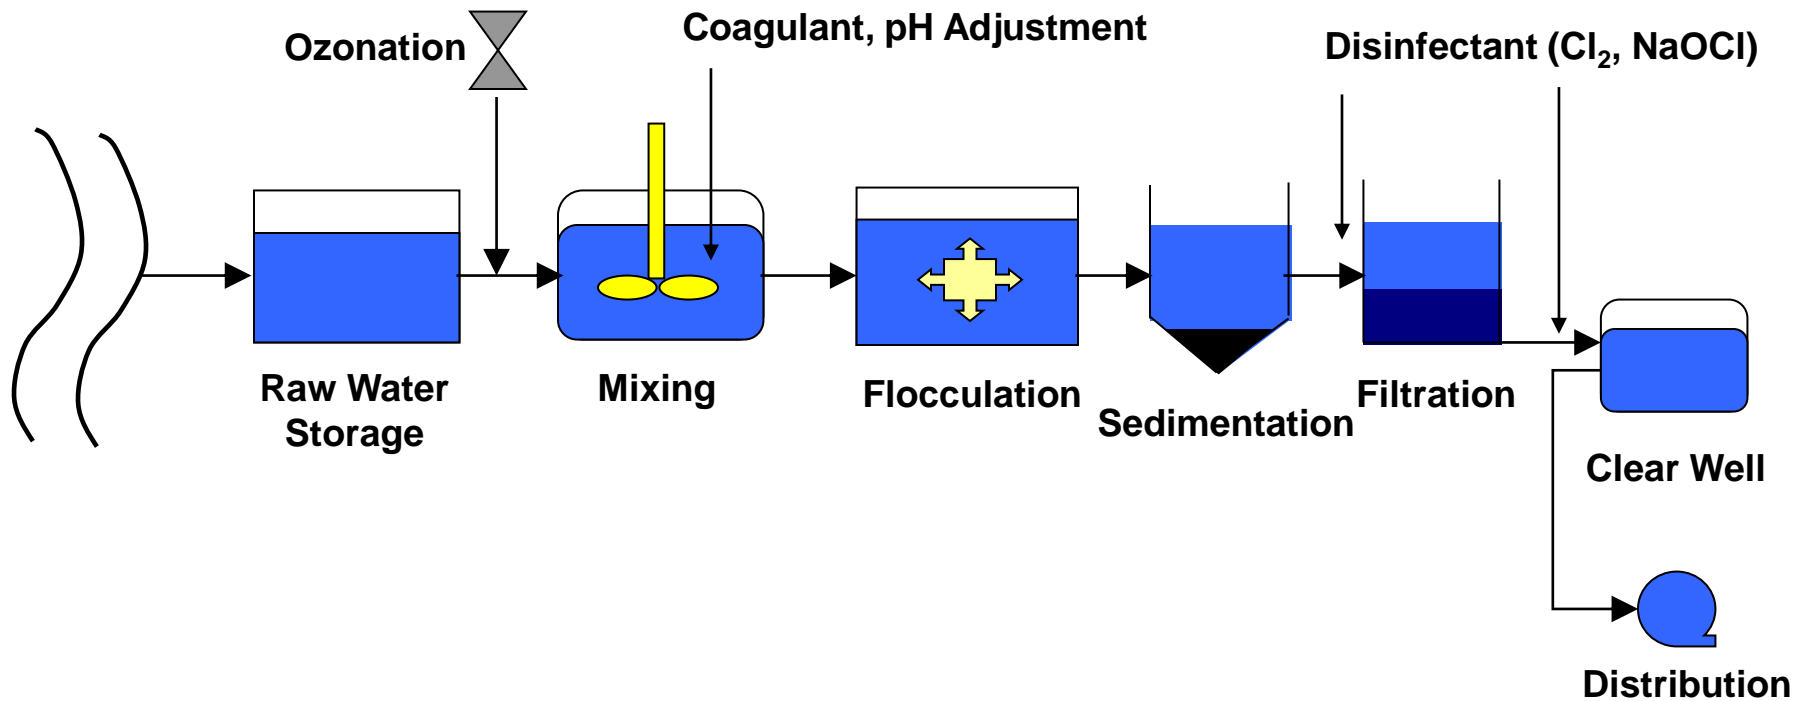 Ozonation
Coagulant, pH Adjustment
Disinfectant (Cl₂, NaOCl)
Raw Water
Storage
Mixing
Flocculation
Sedimentation
Filtration
Clear Well
Distribution